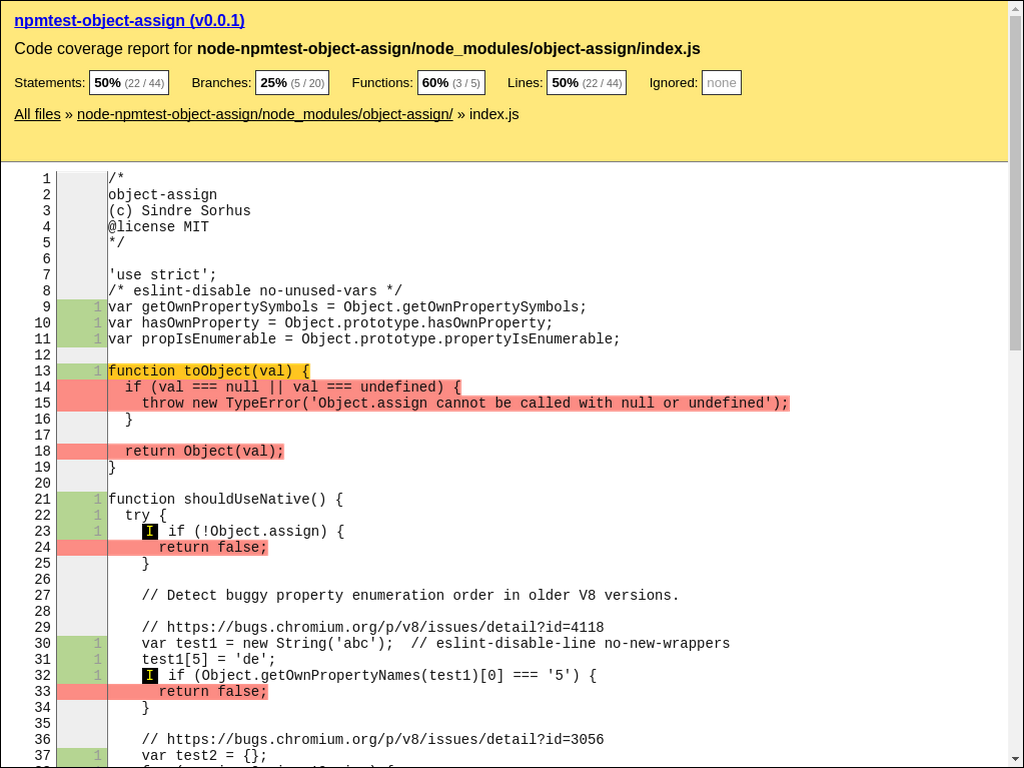 npmtest-object-assign (v0.0.1)
Code coverage report for node-npmtest-object-assign/node_modules/object-assign/index.js
Statements: 50% (22 / 44) Branches: 25% (5 / 20) Functions: 60% (3 / 5) Lines: 50% (22 / 44) Ignored: none
All files » node-npmtest-object-assign/node_modules/object-assign/ » index.js
1 /*
2 object-assign
3 (c) Sindre Sorhus
4 @license MIT
5 */
6
7 'use strict';
8 /* eslint-disable no-unused-vars */
9 1 var getOwnPropertySymbols = Object.getOwnPropertySymbols;
10 1 var hasOwnProperty = Object.prototype.hasOwnProperty;
11 1 var propIsEnumerable = Object.prototype.propertyIsEnumerable;
12
13 1 function toObject(val) {
14 if (val === null || val === undefined) {
15 throw new TypeError('Object.assign cannot be called with null or undefined');
16 }
17
18 return Object(val);
19 }
20
21 1 function shouldUseNative() {
22 1 try {
23 1 I if (!Object.assign) {
24 return false;
25 }
26
27 // Detect buggy property enumeration order in older V8 versions.
28
29 // https://bugs.chromium.org/p/v8/issues/detail?id=4118
30 1 var test1 = new String('abc');  // eslint-disable-line no-new-wrappers
31 1 test1[5] = 'de';
32 1 I if (Object.getOwnPropertyNames(test1)[0] === '5') {
33 return false;
34 }
35
36 // https://bugs.chromium.org/p/v8/issues/detail?id=3056
37 1 var test2 = {};